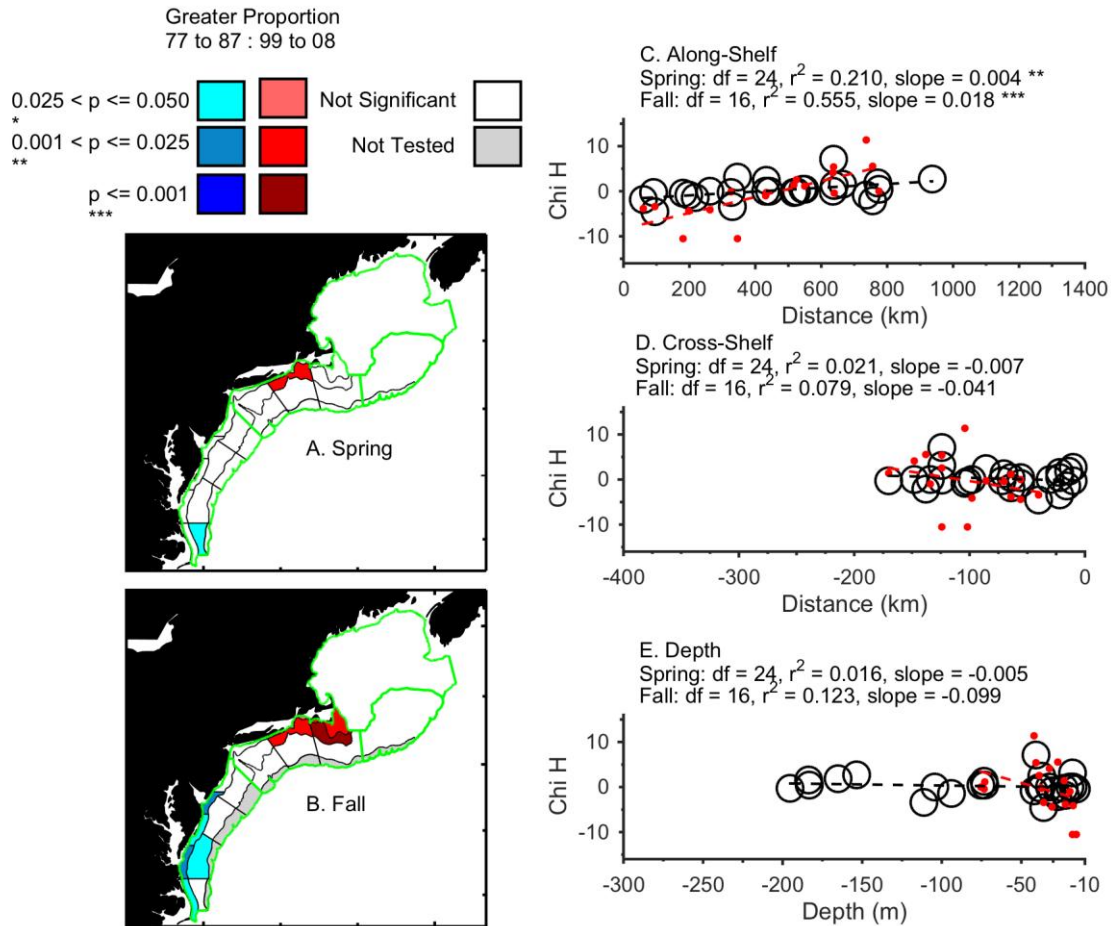 Greater Proportion
77 to 87 : 99 to 08
0.025 < p <= 0.050
*
Not Significant
0.001 < p <= 0.025
**
Not Tested
p <= 0.001
***
A. Spring
B. Fall
C. Along-Shelf
Spring: df = 24, r² = 0.210, slope = 0.004 **
Fall: df = 16, r² = 0.555, slope = 0.018 ***
Chi H
10
0
-10
0 200 400 600 800 1000 1200 1400
Distance (km)
D. Cross-Shelf
Spring: df = 24, r² = 0.021, slope = -0.007
Fall: df = 16, r² = 0.079, slope = -0.041
Chi H
10
0
-10
-400 -300 -200 -100 0
Distance (km)
E. Depth
Spring: df = 24, r² = 0.016, slope = -0.005
Fall: df = 16, r² = 0.123, slope = -0.099
Chi H
10
0
-10
-300 -250 -200 -150 -100 -50 -10
Depth (m)